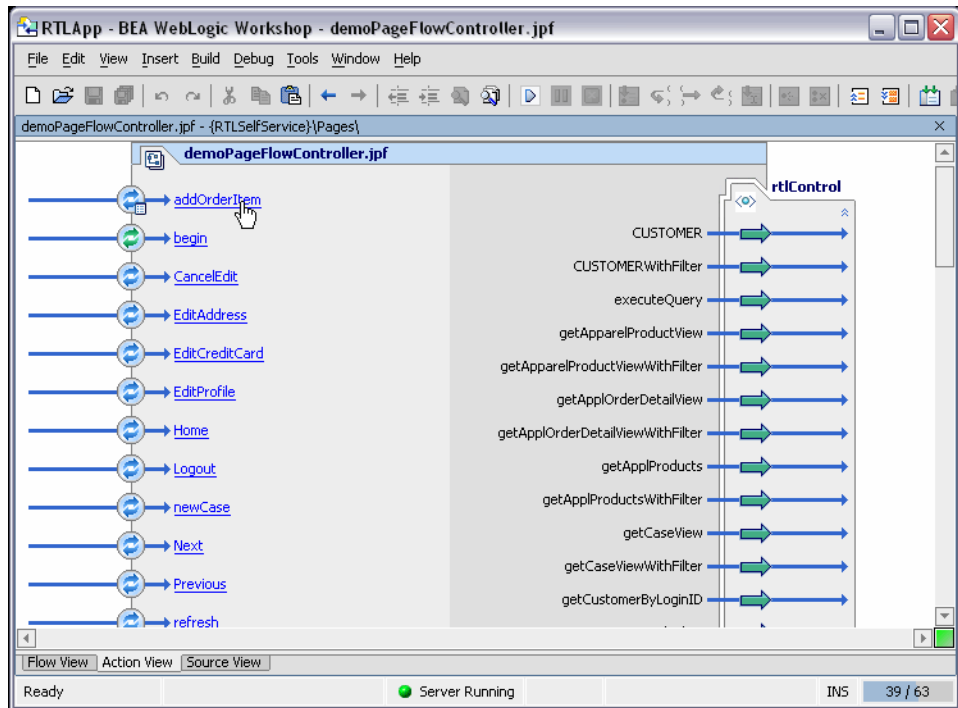 RTLApp - BEA WebLogic Workshop - demoPageFlowController.jpf
File Edit View Insert Build Debug Tools Window Help
demoPageFlowController.jpf - {RTLSelfService}\Pages\
demoPageFlowController.jpf
rtlControl
addOrderItem
begin
CancelEdit
EditAddress
EditCreditCard
EditProfile
Home
Logout
newCase
Next
Previous
refresh
CUSTOMER
CUSTOMERWithFilter
executeQuery
getApparelProductView
getApparelProductViewWithFilter
getApplOrderDetailView
getApplOrderDetailViewWithFilter
getApplProducts
getApplProductsWithFilter
getCaseView
getCaseViewWithFilter
getCustomerByLoginID
Flow View Action View Source View
Ready Server Running INS 39 / 63